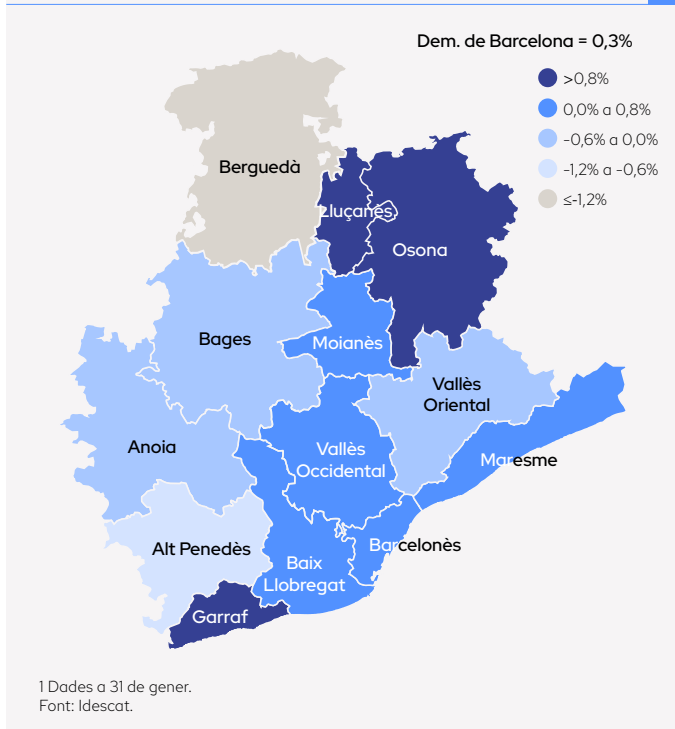 Dem. de Barcelona = 0,3%
>0,8%
0,0% a 0,8%
-0,6% a 0,0%
-1,2% a -0,6%
≤-1,2%
Berguedà
Lluçanès
Osona
Bages
Moianès
Vallès
Oriental
Anoia
Vallès
Occidental
Maresme
Alt Penedès
Barcelonès
Baix
Llobregat
Garraf
1 Dades a 31 de gener.
Font: Idescat.